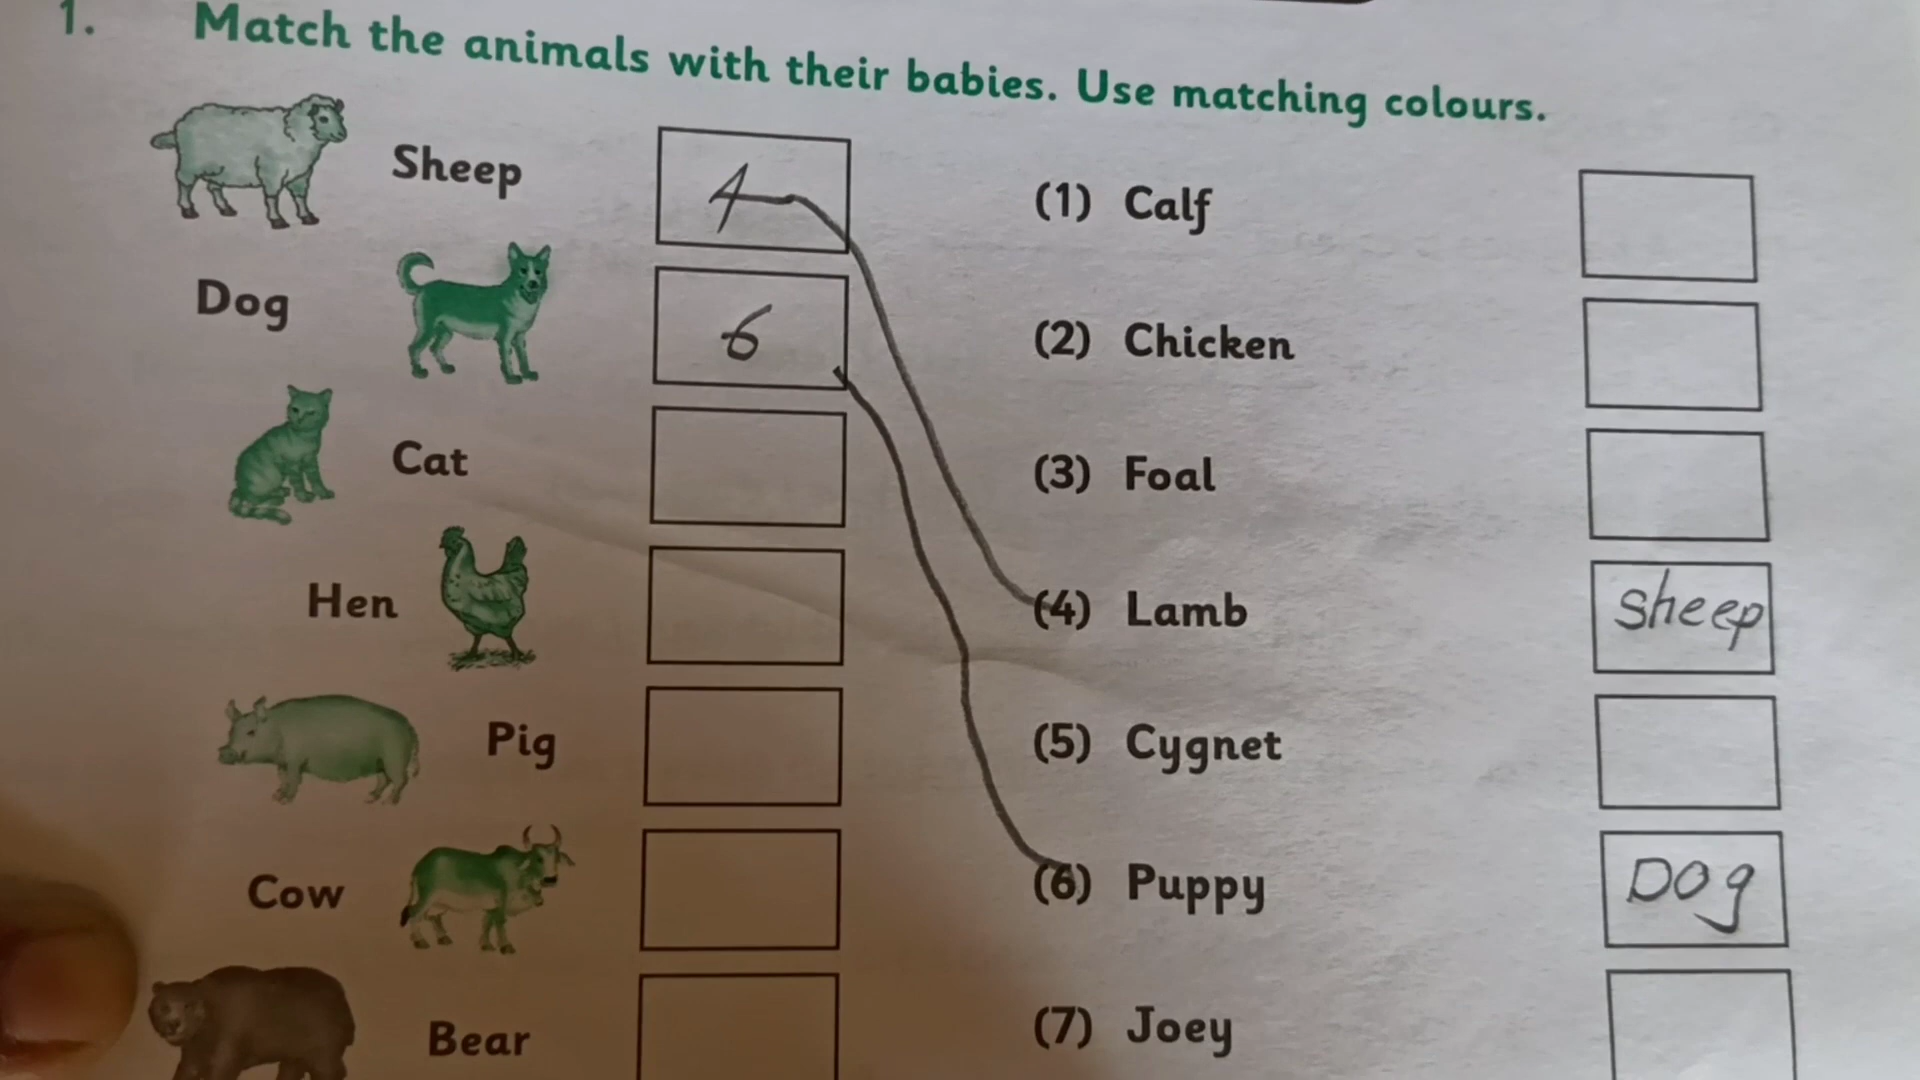 1. Match the animals with their babies. Use matching colours.
Sheep 4 (1) Calf
Dog 6 (2) Chicken
Cat (3) Foal
Hen (4) Lamb Sheep
Pig (5) Cygnet
Cow (6) Puppy Dog
Bear (7) Joey